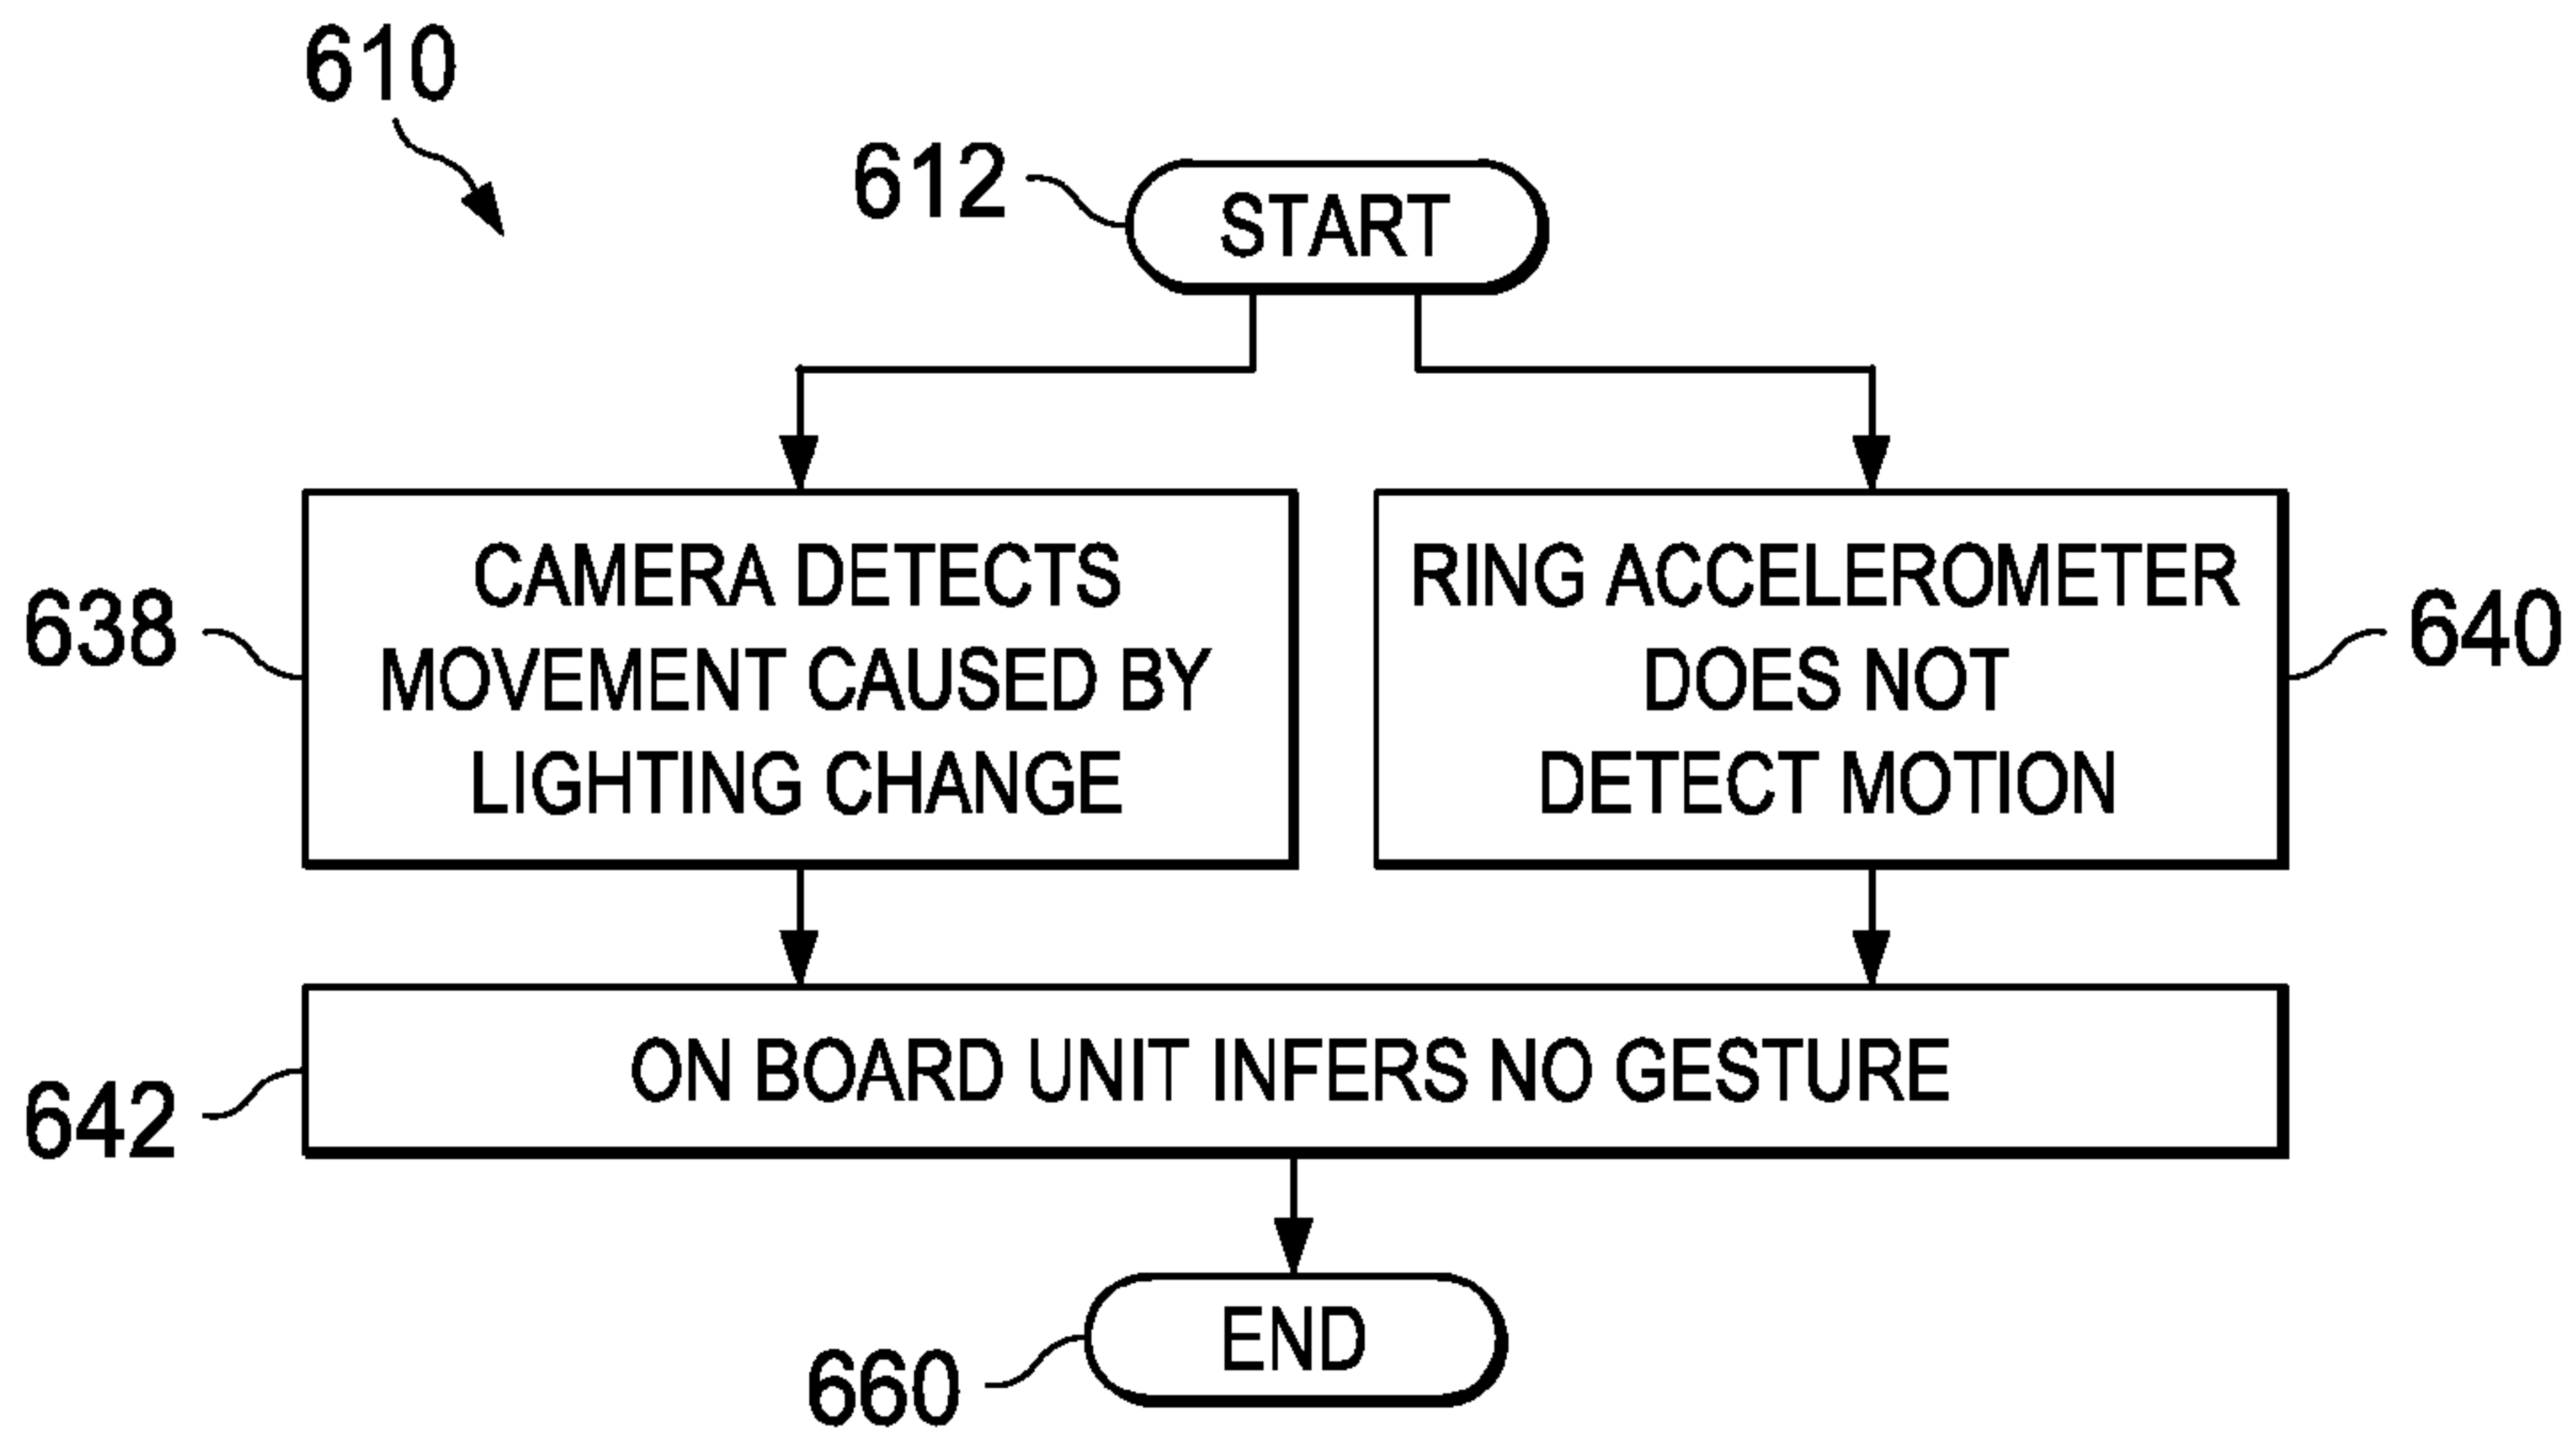 610
612
START
CAMERA DETECTS
MOVEMENT CAUSED BY
LIGHTING CHANGE
638
RING ACCELEROMETER
DOES NOT
DETECT MOTION
640
ON BOARD UNIT INFERS NO GESTURE
642
END
660